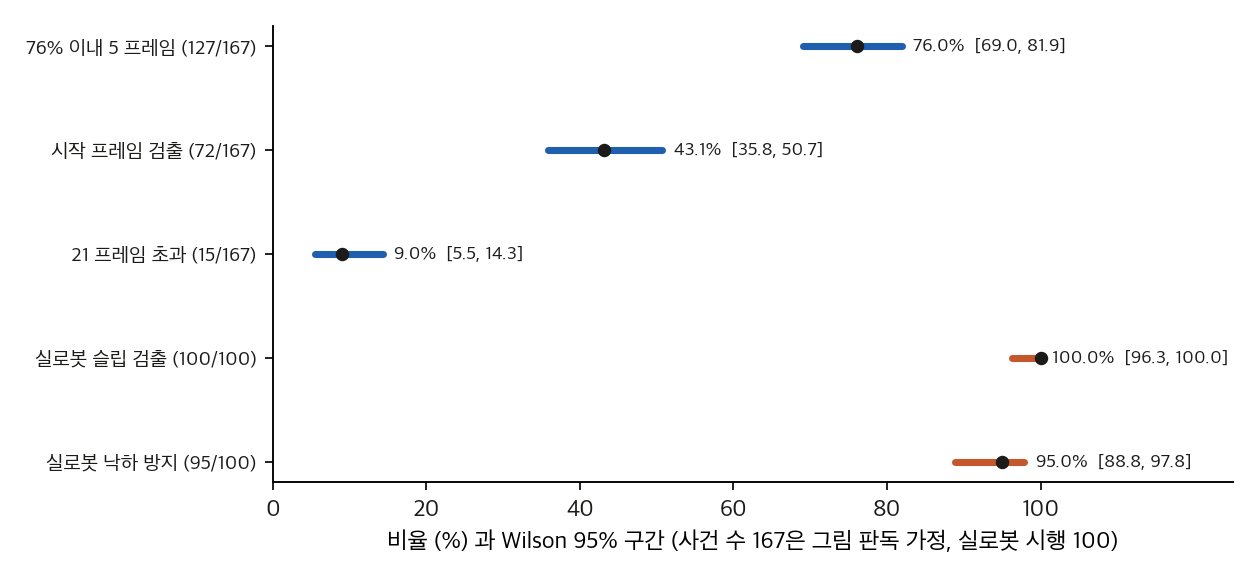 76% 이내 5 프레임 (127/167)
76.0% [69.0, 81.9]
시작 프레임 검출 (72/167)
43.1% [35.8, 50.7]
21 프레임 초과 (15/167)
9.0% [5.5, 14.3]
실로봇 슬립 검출 (100/100)
100.0% [96.3, 100.0]
실로봇 낙하 방지 (95/100)
95.0% [88.8, 97.8]
0 20 40 60 80 100
비율 (%) 과 Wilson 95% 구간 (사건 수 167은 그림 판독 가정, 실로봇 시행 100)